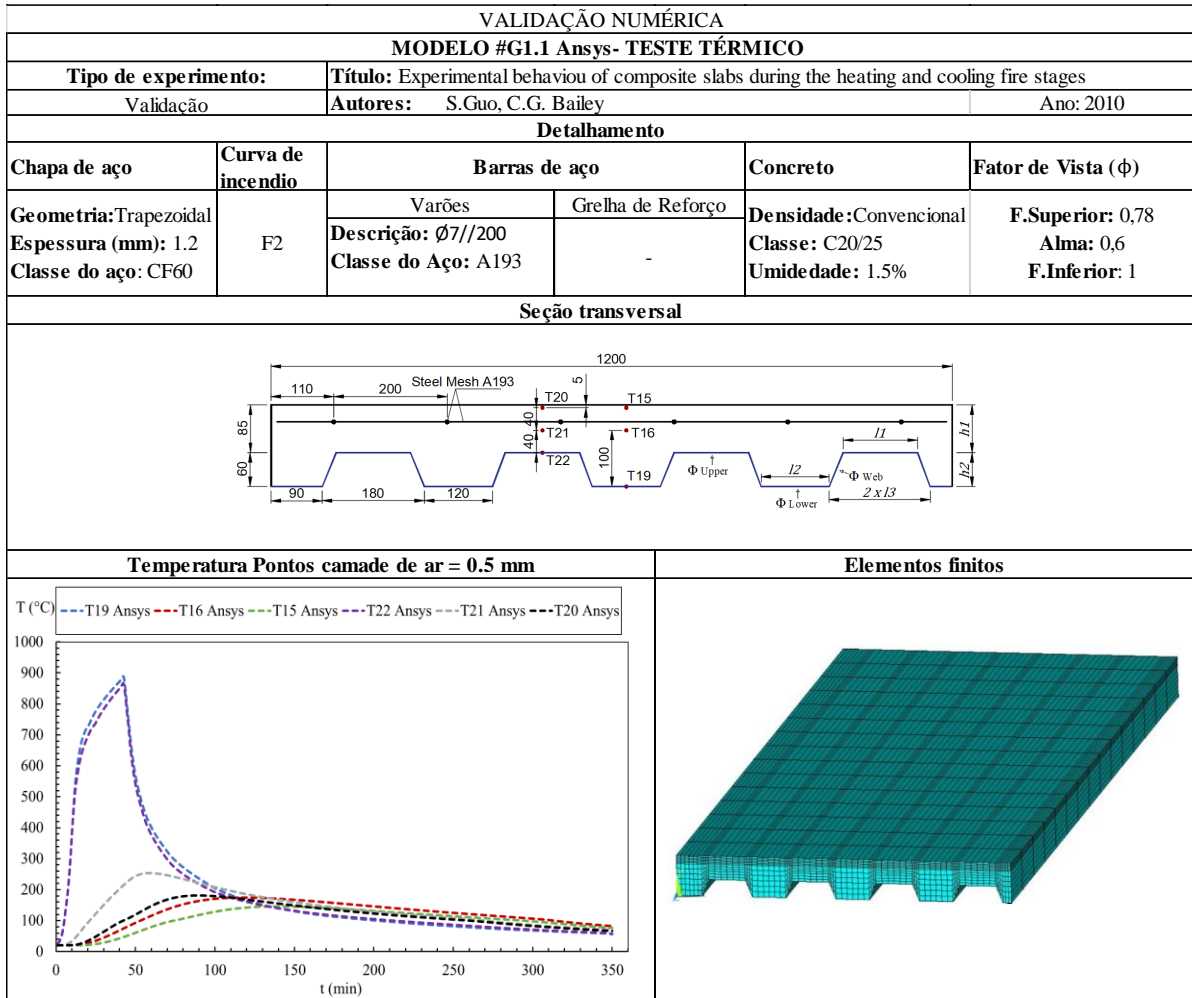 VALIDAÇÃO NUMÉRICA
MODELO #G1.1 Ansys- TESTE TÉRMICO
Tipo de experimento:
Título: Experimental behaviou of composite slabs during the heating and cooling fire stages
Validação
Autores: S.Guo, C.G. Bailey
Ano: 2010
Detalhamento
Chapa de aço
Curva de
incendio
Barras de aço
Concreto
Fator de Vista (ϕ)
Geometria:Trapezoidal
Espessura (mm): 1.2
Classe do aço: CF60
F2
Varões
Descrição: Ø7//200
Classe do Aço: A193
Grelha de Reforço
-
Densidade:Convencional
Classe: C20/25
Umidedade: 1.5%
F.Superior: 0,78
Alma: 0,6
F.Inferior: 1
Seção transversal
1200
110
200
Steel Mesh A193
5
T20
T15
85
40
T21
T16
l1
h1
40
T22
100
60
Φ Upper
l2
Φ Web
h2
T19
90
180
120
Φ Lower
2 x l3
Temperatura Pontos camade de ar = 0.5 mm
Elementos finitos
T (°C)
T19 Ansys
T16 Ansys
T15 Ansys
T22 Ansys
T21 Ansys
T20 Ansys
1000
900
800
700
600
500
400
300
200
100
0
0 50 100 150 200 250 300 350
t (min)